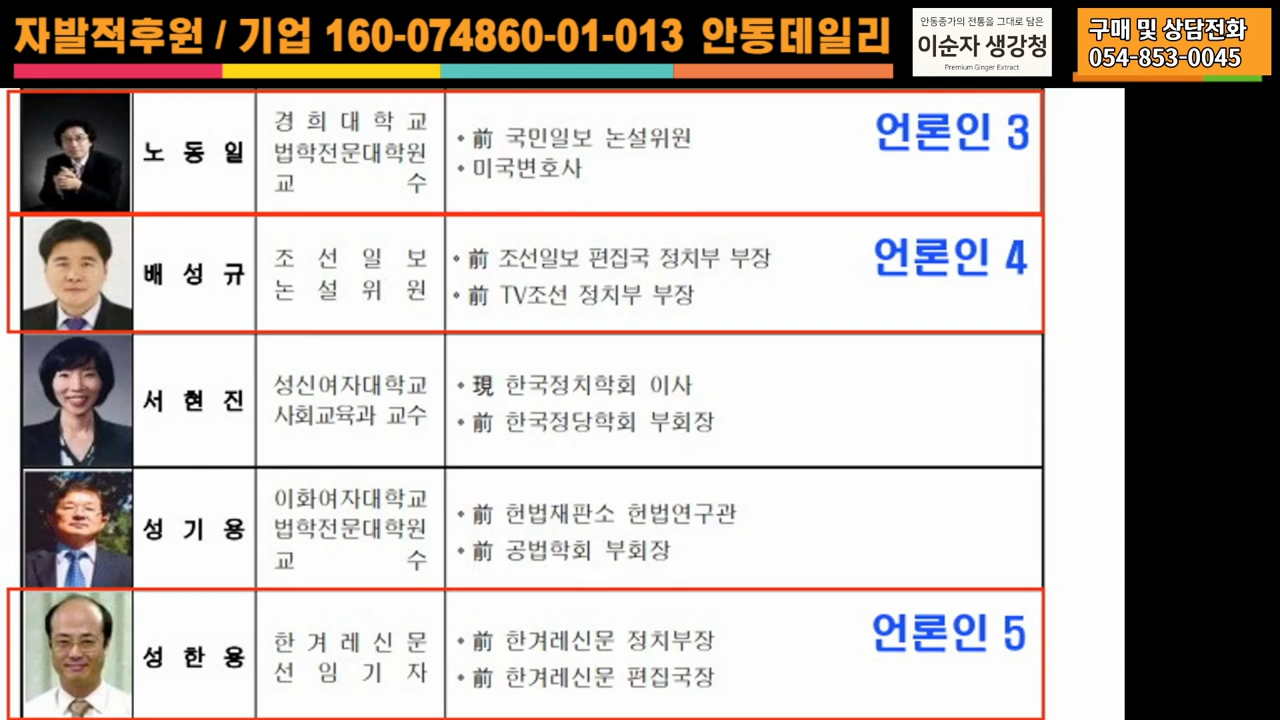 자발적후원 / 기업 160-074860-01-013 안동데일리
안동종가의 전통을 그대로 담은
이순자 생강청
Premium Ginger Extract
구매 및 상담전화
054-853-0045
노 동 일
경 희 대 학 교
법학전문대학원
교 수
• 前 국민일보 논설위원
• 미국변호사
언론인 3
배 성 규
조 선 일 보
논 설 위 원
• 前 조선일보 편집국 정치부 부장
• 前 TV조선 정치부 부장
언론인 4
서 현 진
성신여자대학교
사회교육과 교수
• 現 한국정치학회 이사
• 前 한국정당학회 부회장
성 기 용
이화여자대학교
법학전문대학원
교 수
• 前 헌법재판소 헌법연구관
• 前 공법학회 부회장
성 한 용
한 겨 레 신 문
선 임 기 자
• 前 한겨레신문 정치부장
• 前 한겨레신문 편집국장
언론인 5